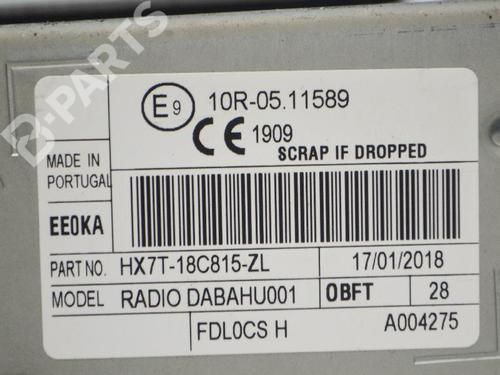 B-PARTS
E9 10R-05.11589
CE 1909
SCRAP IF DROPPED
MADE IN
PORTUGAL
EE0KA
PART NO. HX7T-18C815-ZL 17/01/2018
MODEL RADIO DABAHU001 0BFT 28
FDL0CS H A004275